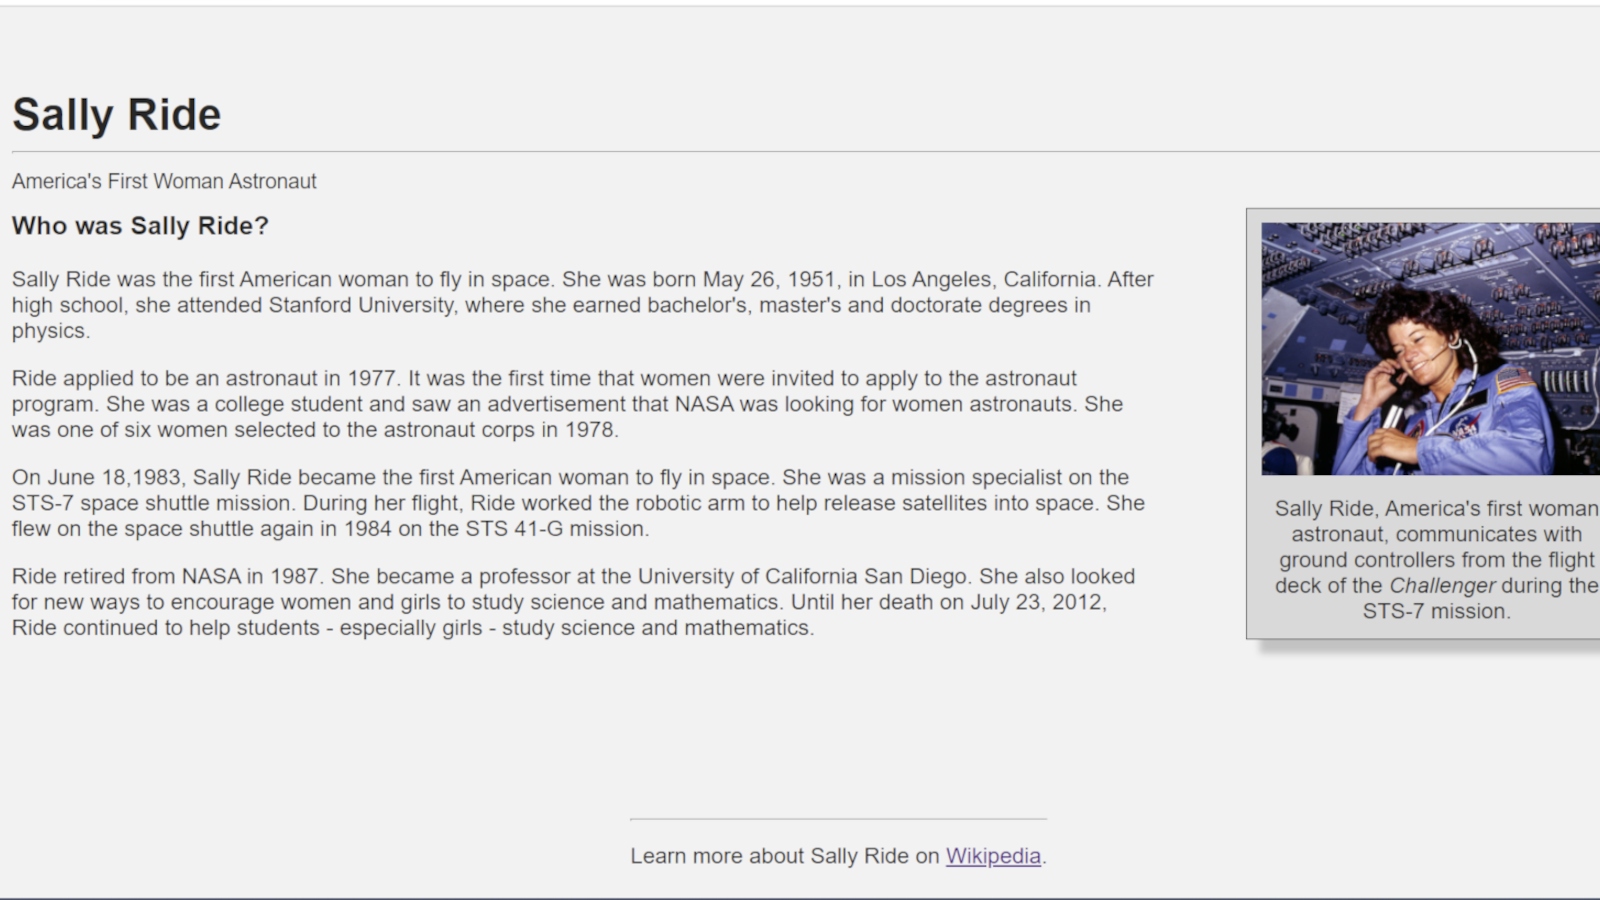 Sally Ride
America's First Woman Astronaut
Who was Sally Ride?
Sally Ride was the first American woman to fly in space. She was born May 26, 1951, in Los Angeles, California. After
high school, she attended Stanford University, where she earned bachelor's, master's and doctorate degrees in
physics.
Ride applied to be an astronaut in 1977. It was the first time that women were invited to apply to the astronaut
program. She was a college student and saw an advertisement that NASA was looking for women astronauts. She
was one of six women selected to the astronaut corps in 1978.
On June 18,1983, Sally Ride became the first American woman to fly in space. She was a mission specialist on the
STS-7 space shuttle mission. During her flight, Ride worked the robotic arm to help release satellites into space. She
flew on the space shuttle again in 1984 on the STS 41-G mission.
Ride retired from NASA in 1987. She became a professor at the University of California San Diego. She also looked
for new ways to encourage women and girls to study science and mathematics. Until her death on July 23, 2012,
Ride continued to help students - especially girls - study science and mathematics.
Sally Ride, America's first woman
astronaut, communicates with
ground controllers from the flight
deck of the Challenger during the
STS-7 mission.
Learn more about Sally Ride on Wikipedia.